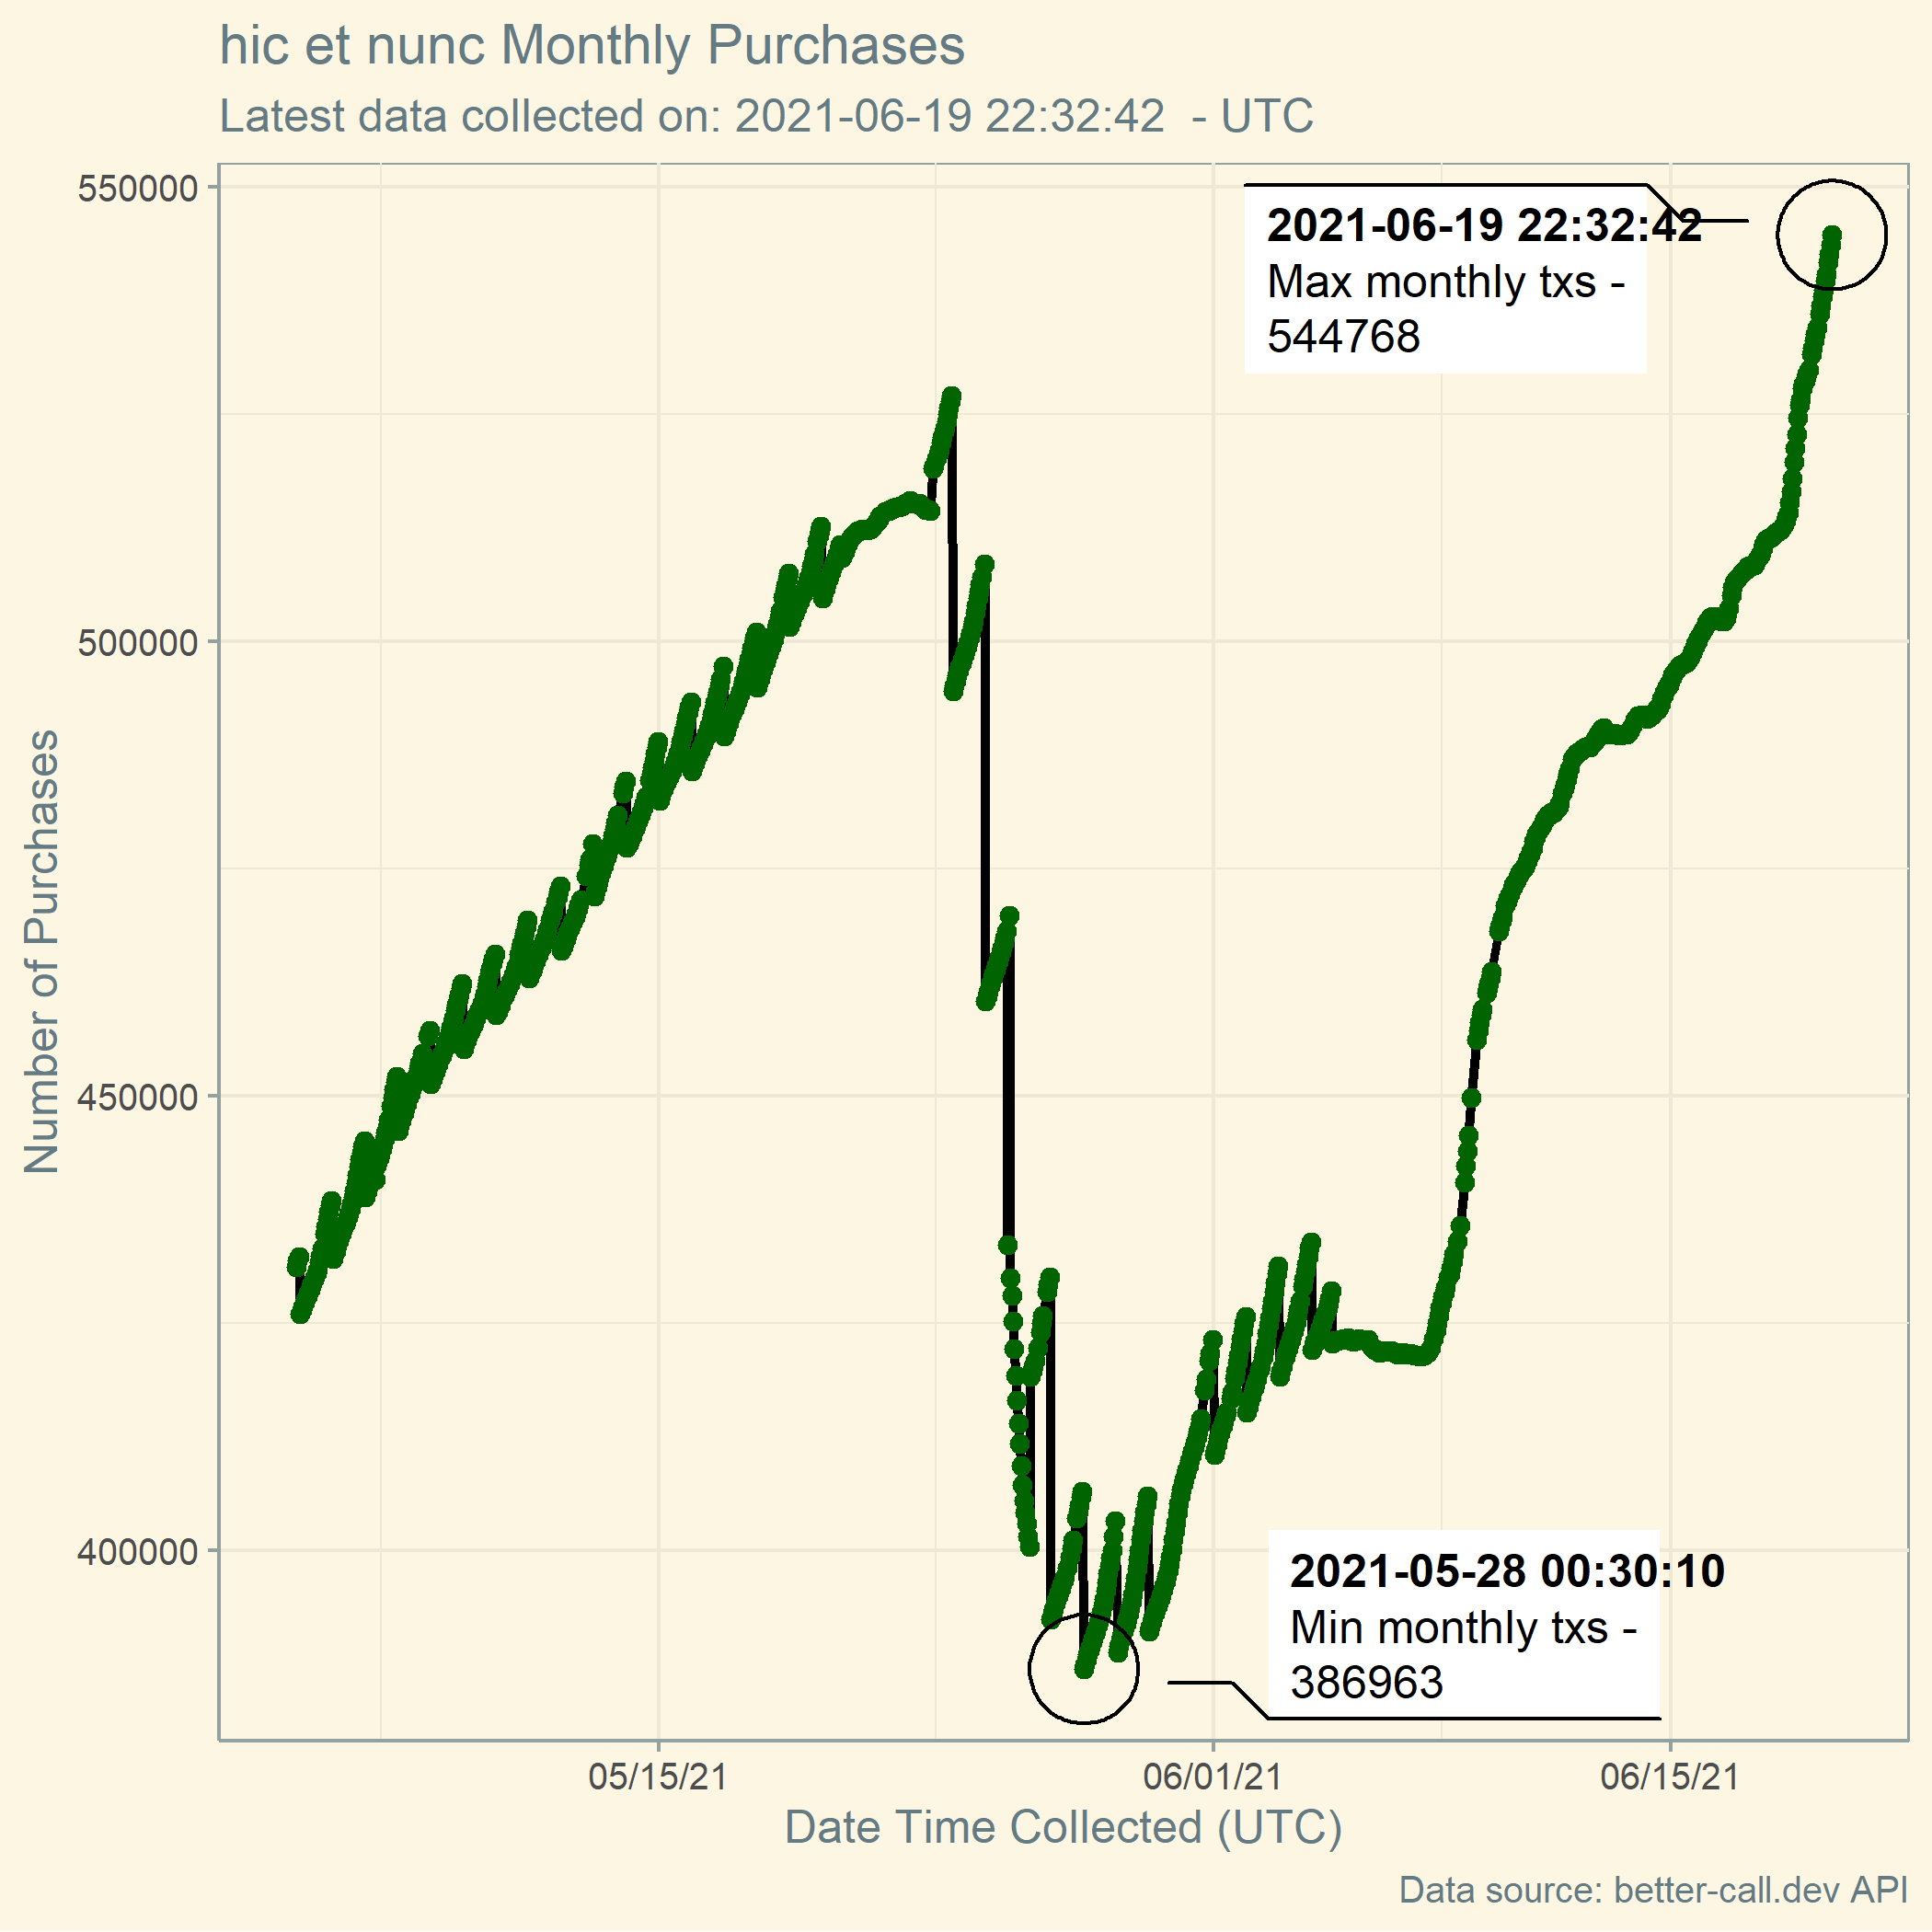 hic et nunc Monthly Purchases
Latest data collected on: 2021-06-19 22:32:42  - UTC
550000
500000
450000
400000
Number of Purchases
2021-06-19 22:32:42
Max monthly txs -
544768
2021-05-28 00:30:10
Min monthly txs -
386963
05/15/21
06/01/21
06/15/21
Date Time Collected (UTC)
Data source: better-call.dev API